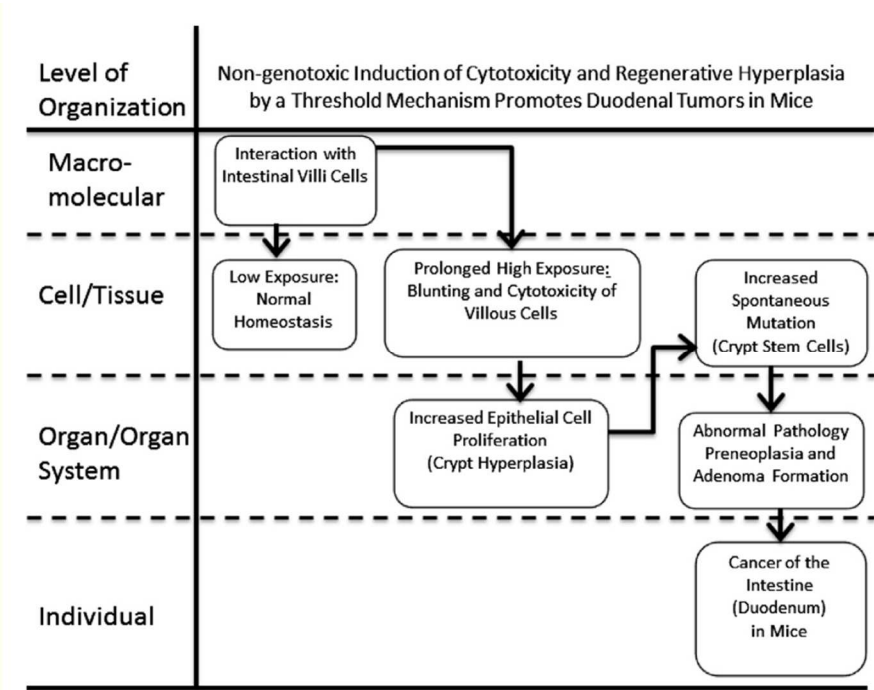 Level of
Organization
Non-genotoxic Induction of Cytotoxicity and Regenerative Hyperplasia
by a Threshold Mechanism Promotes Duodenal Tumors in Mice
Macro-
molecular
Interaction with
Intestinal Villi Cells
Cell/Tissue
Low Exposure:
Normal
Homeostasis
Prolonged High Exposure:
Blunting and Cytotoxicity of
Villous Cells
Increased
Spontaneous
Mutation
(Crypt Stem Cells)
Organ/Organ
System
Increased Epithelial Cell
Proliferation
(Crypt Hyperplasia)
Abnormal Pathology
Preneoplasia and
Adenoma Formation
Individual
Cancer of the
Intestine
(Duodenum)
in Mice